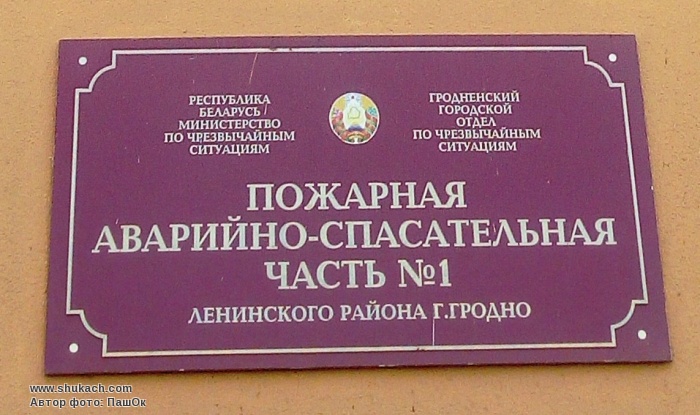 РЕСПУБЛИКА
БЕЛАРУСЬ
МИНИСТЕРСТВО
ПО ЧРЕЗВЫЧАЙНЫМ
СИТУАЦИЯМ
ГРОДНЕНСКИЙ
ГОРОДСКОЙ
ОТДЕЛ
ПО ЧРЕЗВЫЧАЙНЫМ
СИТУАЦИЯМ
ПОЖАРНАЯ
АВАРИЙНО-СПАСАТЕЛЬНАЯ
ЧАСТЬ №1
ЛЕНИНСКОГО РАЙОНА Г.ГРОДНО
www.shukach.com
Автор фото: ПашОк